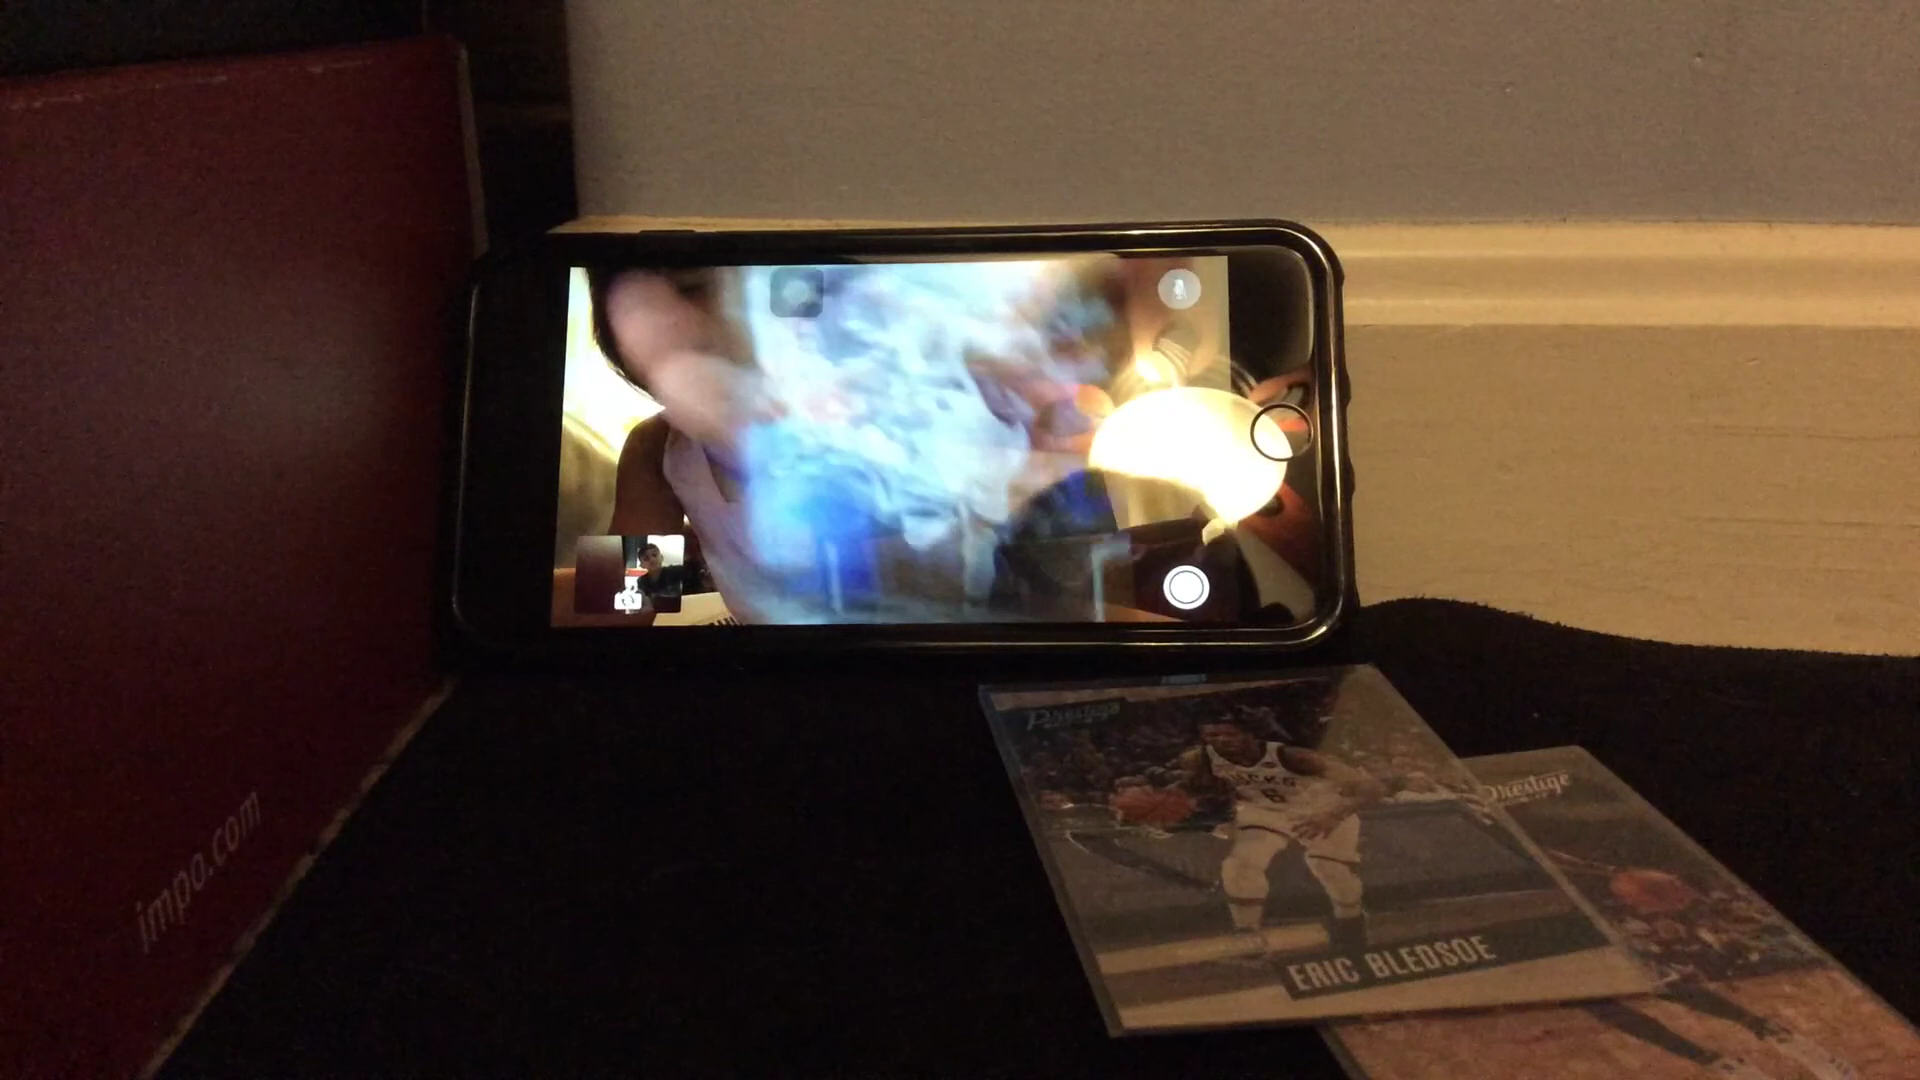 Prestige
BUCKS
6
ERIC BLEDSOE
Prestige
impo.com